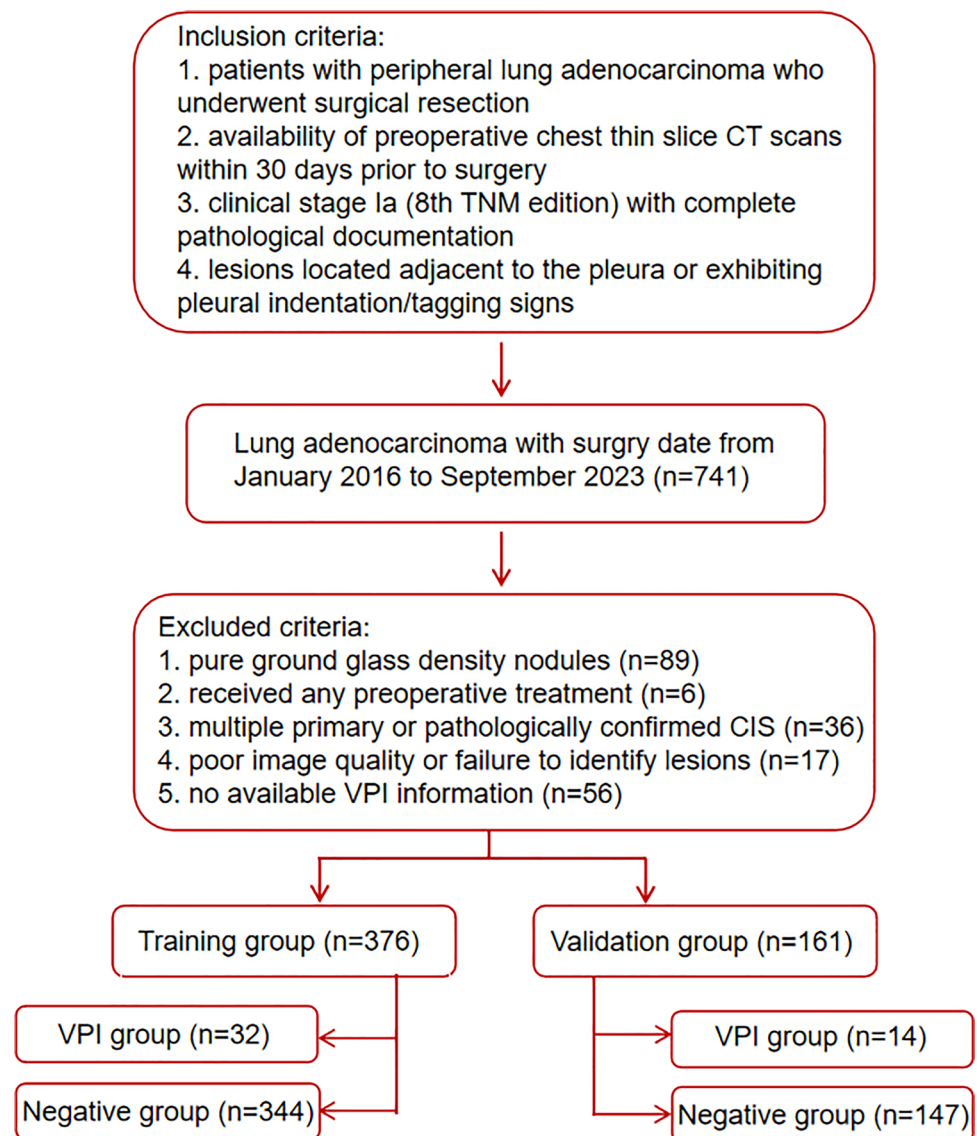 Inclusion criteria:
1. patients with peripheral lung adenocarcinoma who
underwent surgical resection
2. availability of preoperative chest thin slice CT scans
within 30 days prior to surgery
3. clinical stage Ia (8th TNM edition) with complete
pathological documentation
4. lesions located adjacent to the pleura or exhibiting
pleural indentation/tagging signs
Lung adenocarcinoma with surgry date from
January 2016 to September 2023 (n=741)
Excluded criteria:
1. pure ground glass density nodules (n=89)
2. received any preoperative treatment (n=6)
3. multiple primary or pathologically confirmed CIS (n=36)
4. poor image quality or failure to identify lesions (n=17)
5. no available VPI information (n=56)
Training group (n=376)
Validation group (n=161)
VPI group (n=32)
VPI group (n=14)
Negative group (n=344)
Negative group (n=147)